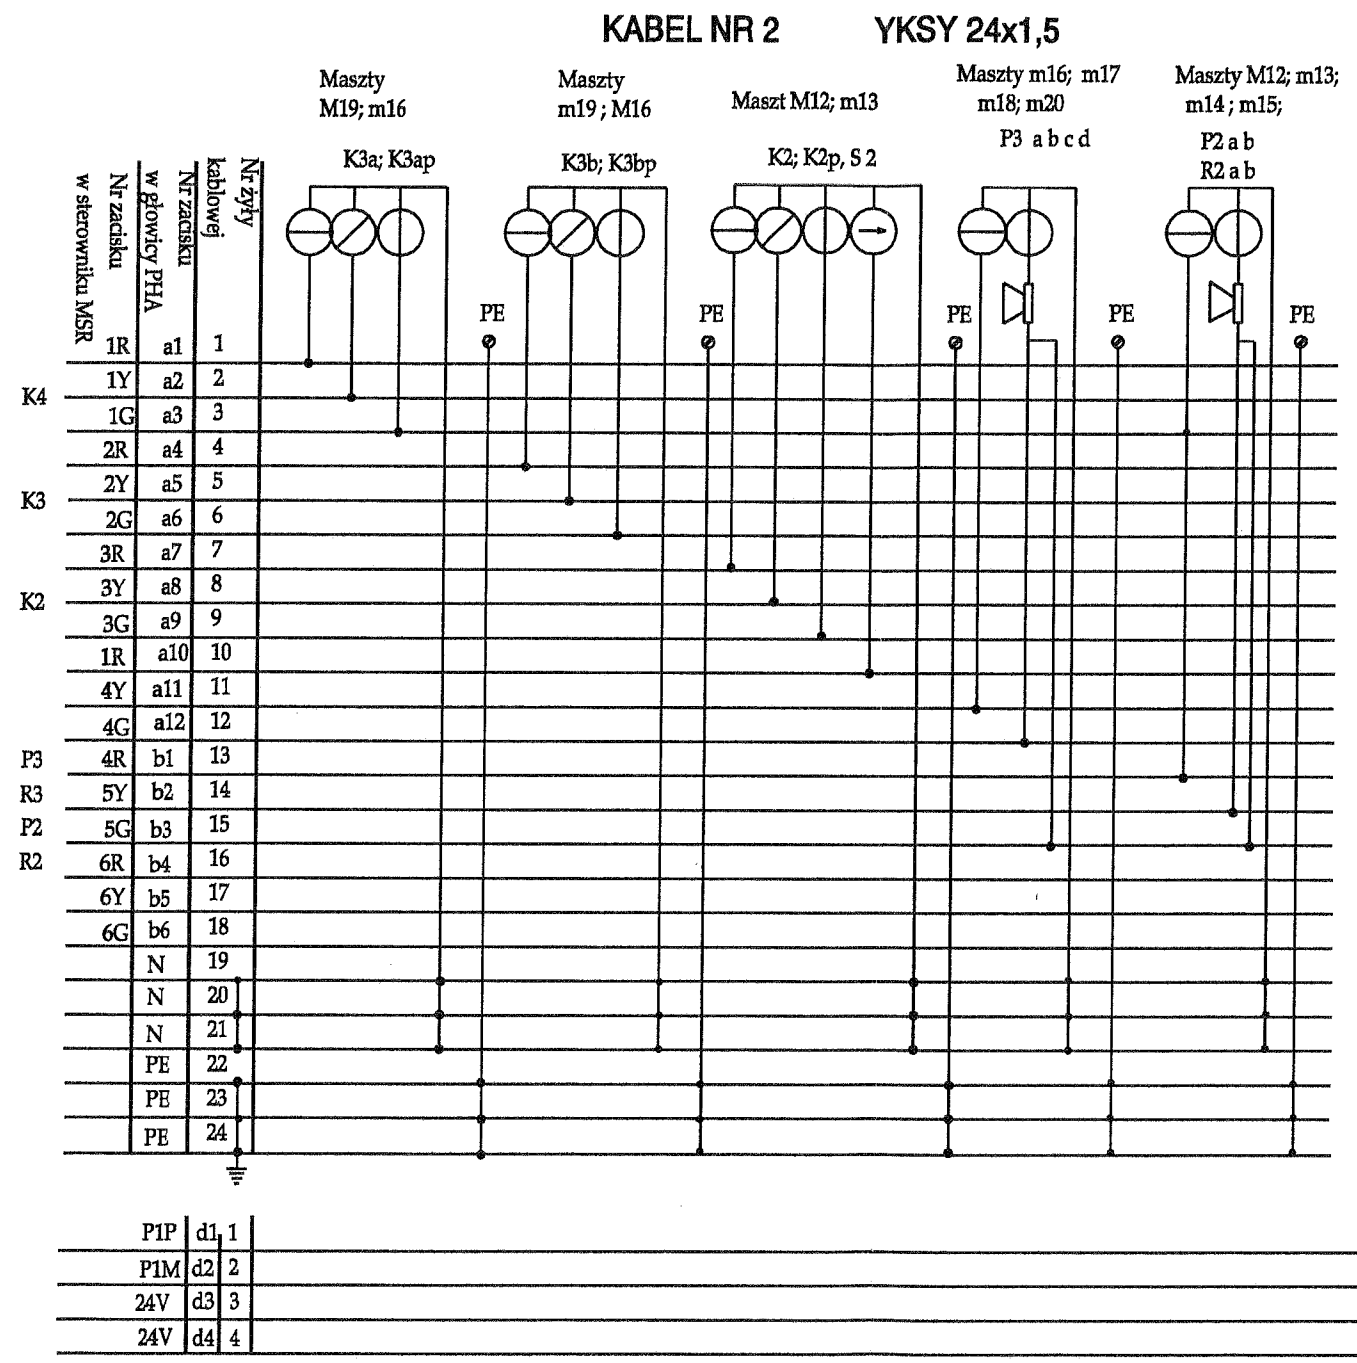 KABEL NR 2 YKSY 24x1,5
Maszty
M19; m16
K3a; K3ap
Maszty
m19 ; M16
K3b; K3bp
Maszt M12; m13
K2; K2p, S 2
Maszty m16; m17
m18; m20
P3 a b c d
Maszty M12; m13;
m14 ; m15;
P2 a b
R2 a b
Nr zacisku
w sterowniku MSR
Nr zacisku
w głowicy PHA
Nr żyły
kablowej
PE
PE
PE
PE
PE
1R a1 1
1Y a2 2
K4
1G a3 3
2R a4 4
2Y a5 5
K3
2G a6 6
3R a7 7
3Y a8 8
K2
3G a9 9
1R a10 10
4Y a11 11
4G a12 12
P3 4R b1 13
R3 5Y b2 14
P2 5G b3 15
R2 6R b4 16
6Y b5 17
6G b6 18
N 19
N 20
N 21
PE 22
PE 23
PE 24
P1P d1 1
P1M d2 2
24V d3 3
24V d4 4